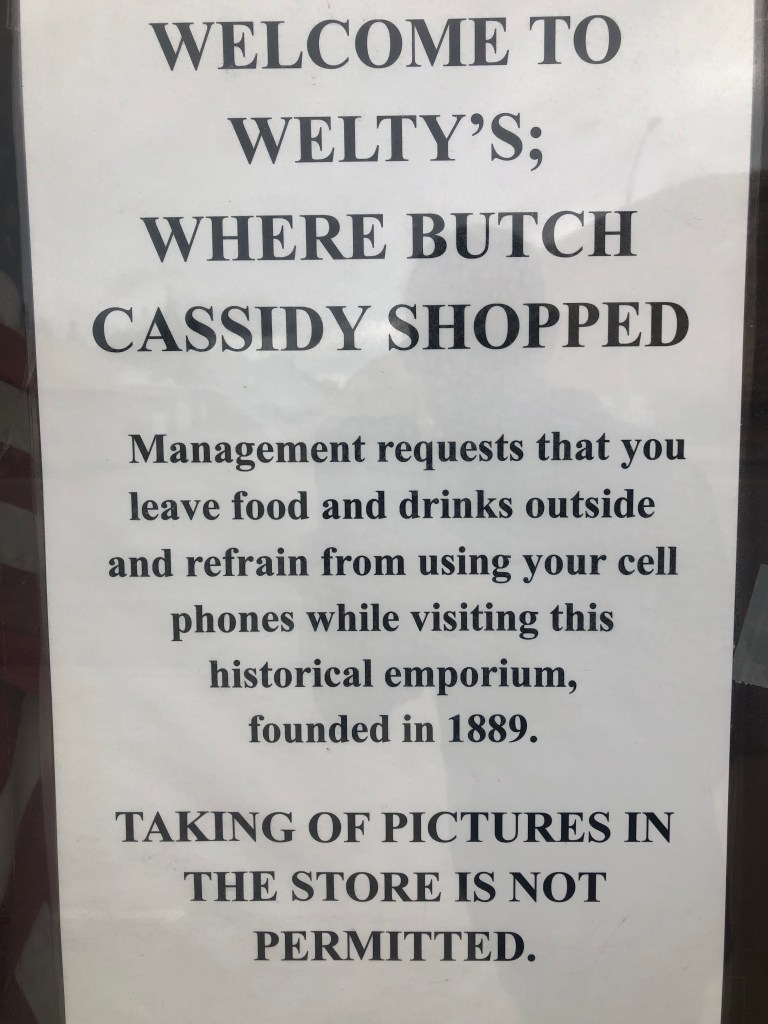 WELCOME TO
WELTY’S;
WHERE BUTCH
CASSIDY SHOPPED
Management requests that you
leave food and drinks outside
and refrain from using your cell
phones while visiting this
historical emporium,
founded in 1889.
TAKING OF PICTURES IN
THE STORE IS NOT
PERMITTED.